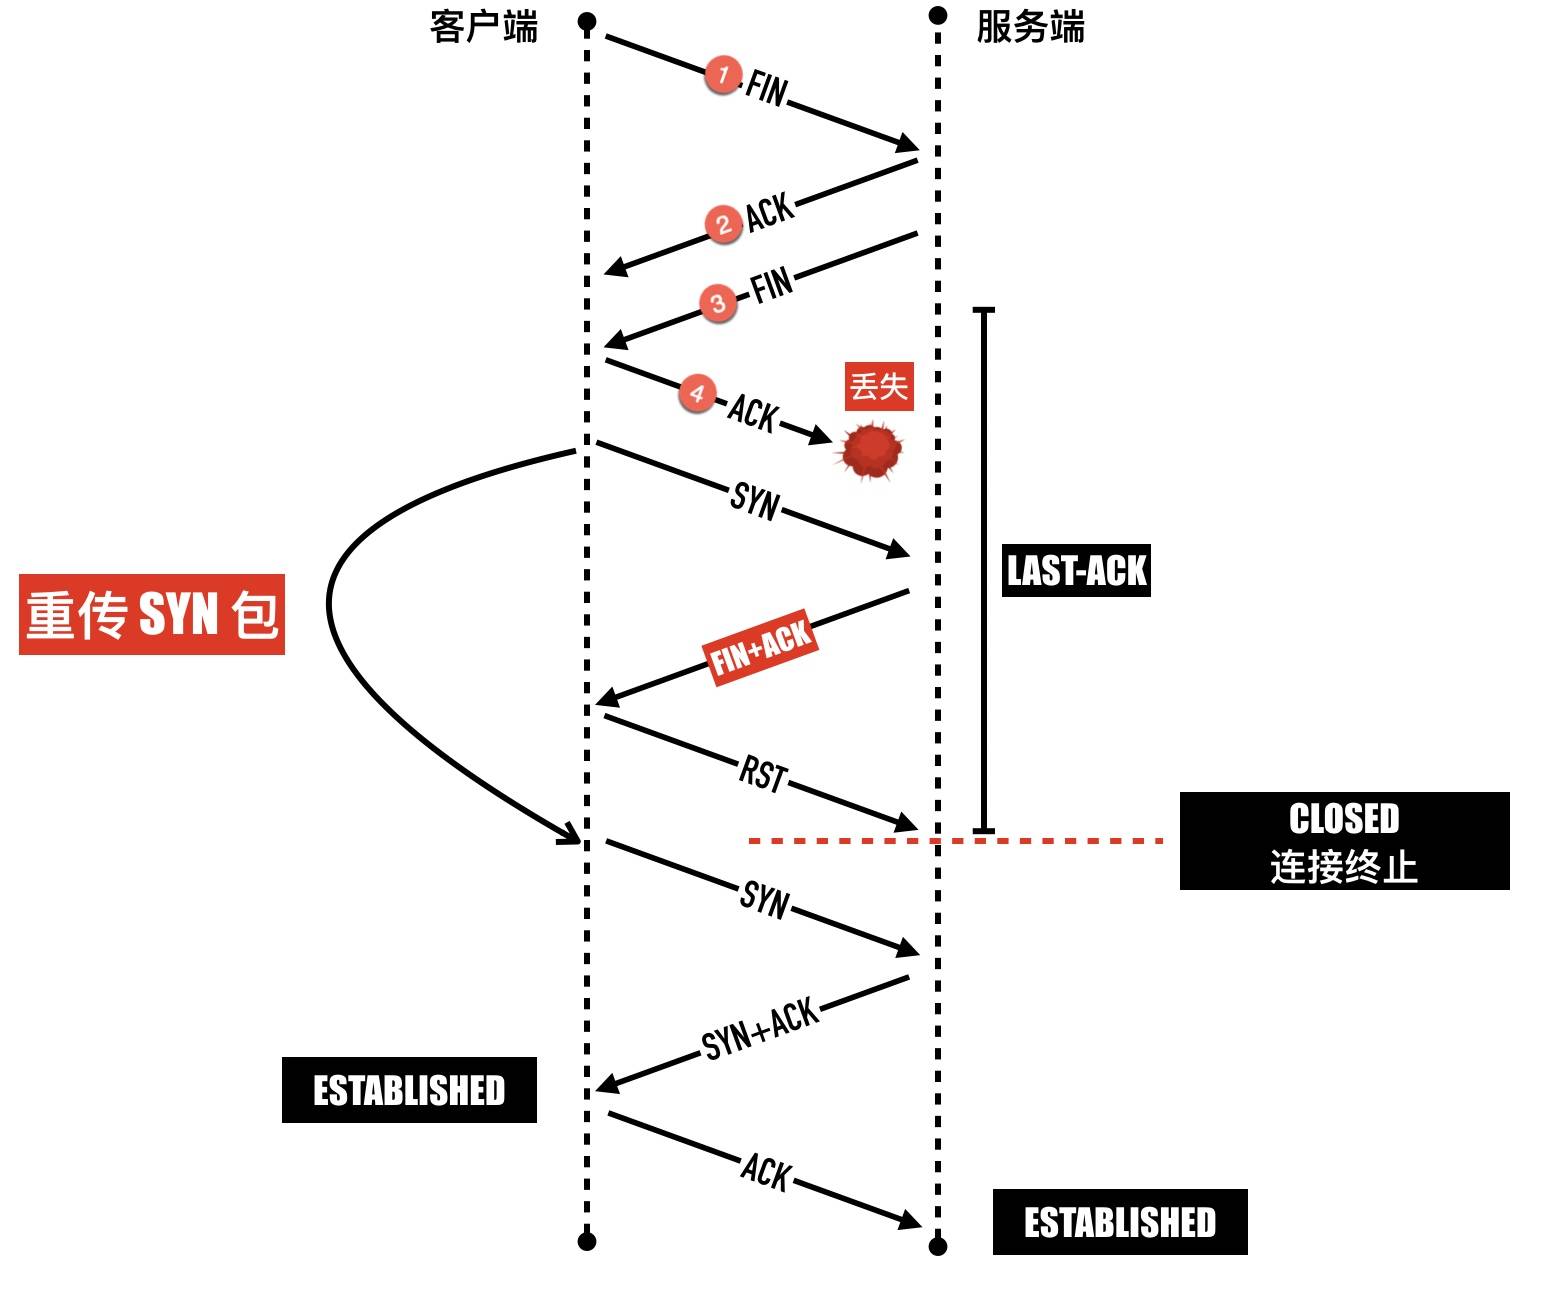 客户端
服务端
1
FIN
2
ACK
3
FIN
丢失
4
ACK
SYN
LAST-ACK
重传 SYN 包
FIN+ACK
RST
CLOSED
连接终止
SYN
SYN+ACK
ESTABLISHED
ACK
ESTABLISHED